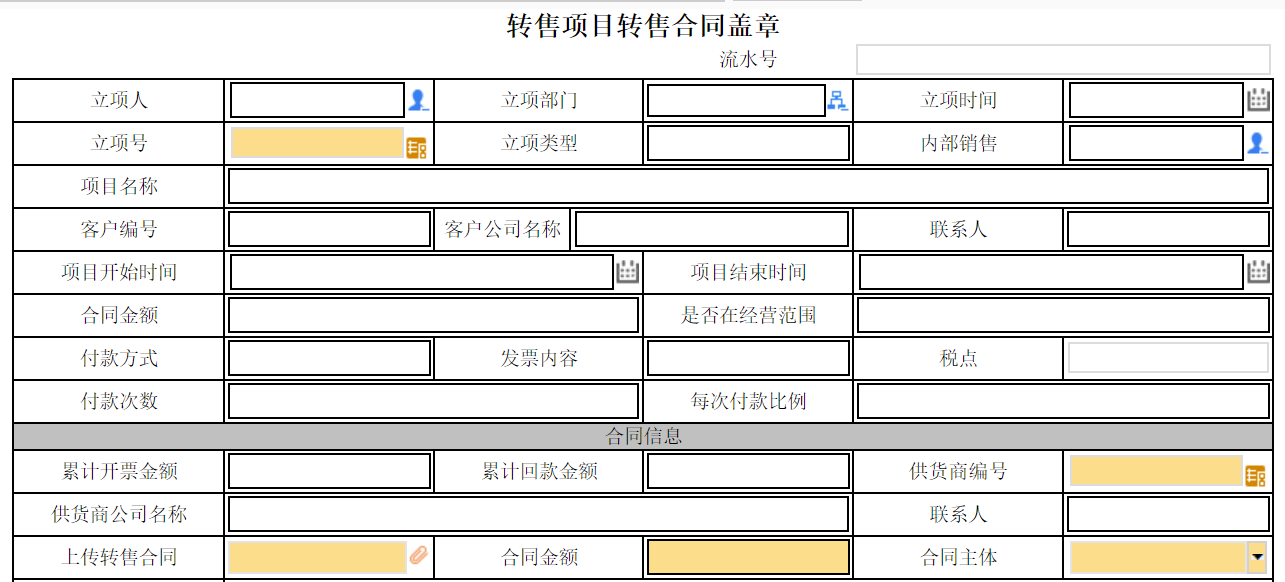 转售项目转售合同盖章
流水号
立项人 立项部门 立项时间
立项号 立项类型 内部销售
项目名称
客户编号 客户公司名称 联系人
项目开始时间 项目结束时间
合同金额 是否在经营范围
付款方式 发票内容 税点
付款次数 每次付款比例
合同信息
累计开票金额 累计回款金额 供货商编号
供货商公司名称 联系人
上传转售合同 合同金额 合同主体